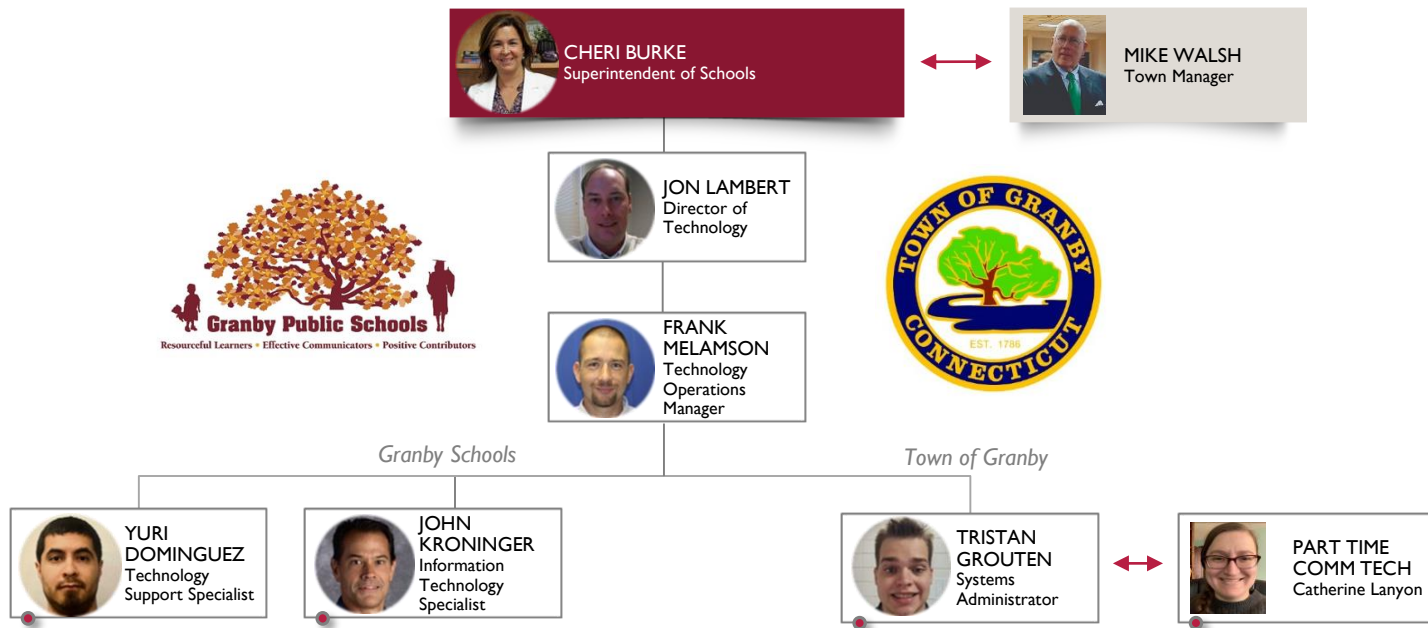 CHERI BURKE
Superintendent of Schools
MIKE WALSH
Town Manager
JON LAMBERT
Director of
Technology
Granby Public Schools
Resourceful Learners • Effective Communicators • Positive Contributors
TOWN OF GRANBY
EST. 1786
CONNECTICUT
FRANK
MELAMSON
Technology
Operations
Manager
Granby Schools
Town of Granby
YURI
DOMINGUEZ
Technology
Support Specialist
JOHN
KRONINGER
Information
Technology
Specialist
TRISTAN
GROUTEN
Systems
Administrator
PART TIME
COMM TECH
Catherine Lanyon